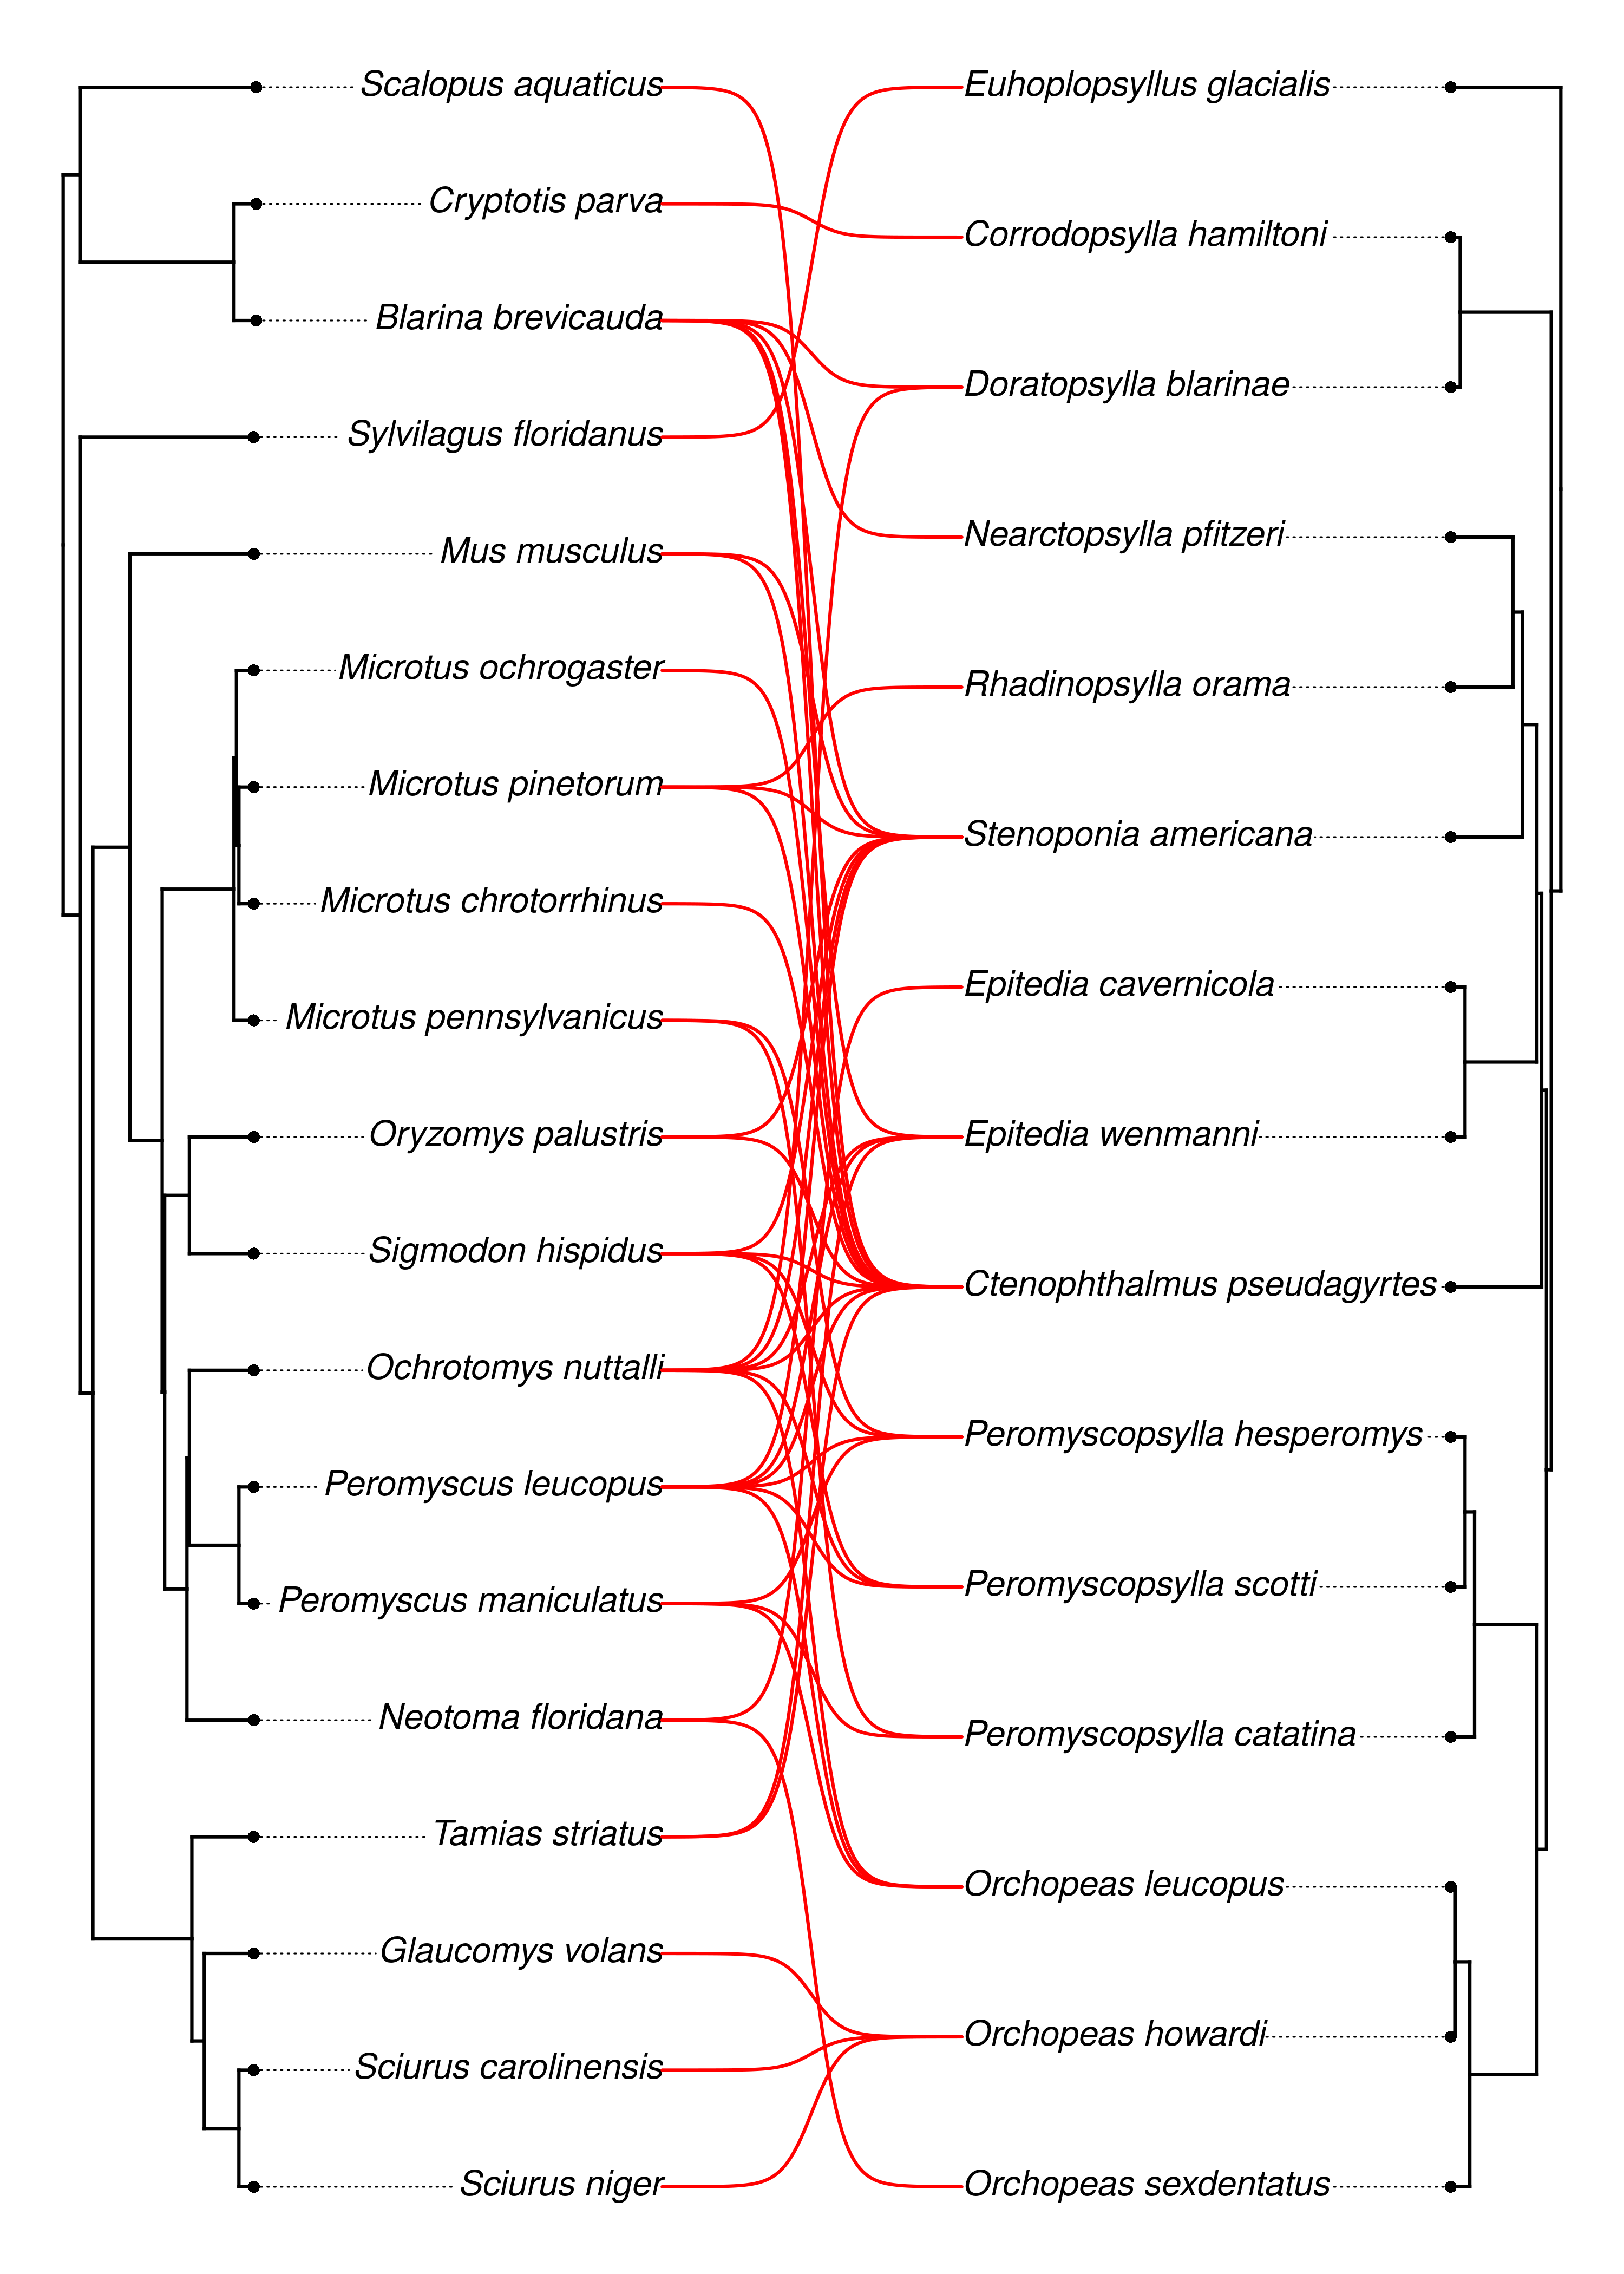 Scalopus aquaticus
Cryptotis parva
Blarina brevicauda
Sylvilagus floridanus
Mus musculus
Microtus ochrogaster
Microtus pinetorum
Microtus chrotorrhinus
Microtus pennsylvanicus
Oryzomys palustris
Sigmodon hispidus
Ochrotomys nuttalli
Peromyscus leucopus
Peromyscus maniculatus
Neotoma floridana
Tamias striatus
Glaucomys volans
Sciurus carolinensis
Sciurus niger
Euhoplopsyllus glacialis
Corrodopsylla hamiltoni
Doratopsylla blarinae
Nearctopsylla pfitzeri
Rhadinopsylla orama
Stenoponia americana
Epitedia cavernicola
Epitedia wenmanni
Ctenophthalmus pseudagyrtes
Peromyscopsylla hesperomys
Peromyscopsylla scotti
Peromyscopsylla catatina
Orchopeas leucopus
Orchopeas howardi
Orchopeas sexdentatus